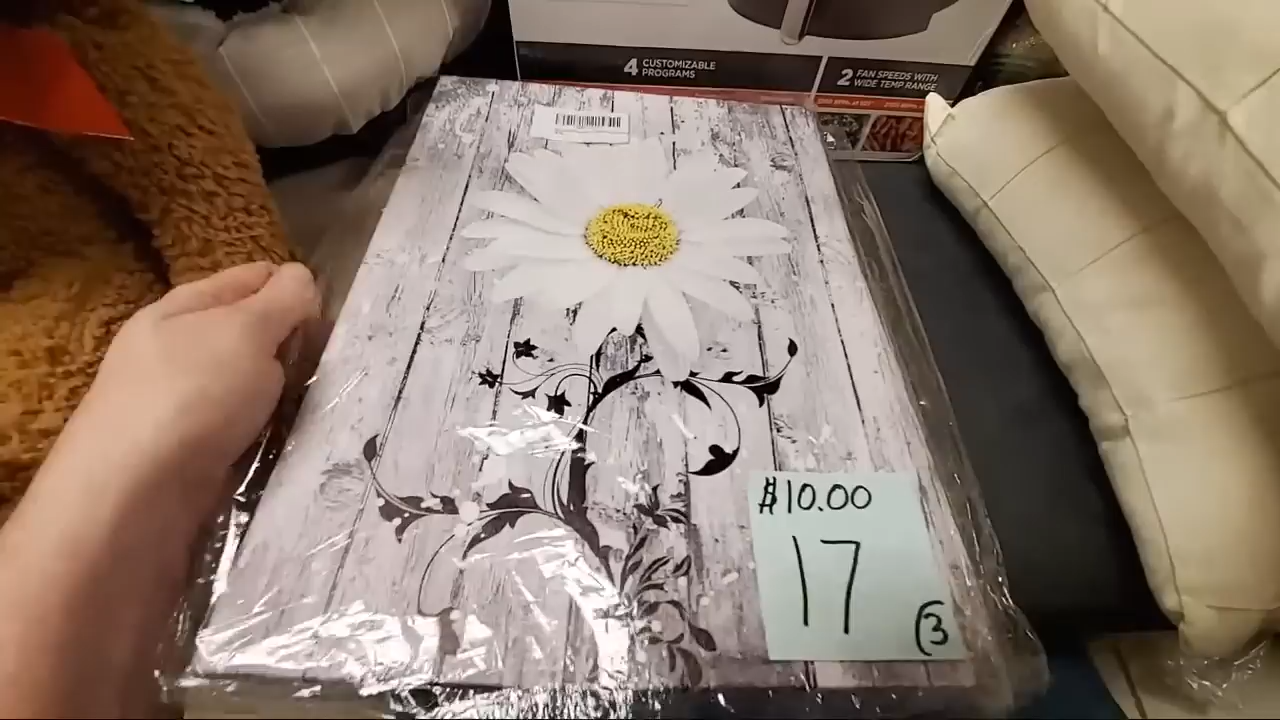 4 CUSTOMIZABLE
PROGRAMS
2 FAN SPEEDS WITH
WIDE TEMP RANGE
$10.00
17
(3